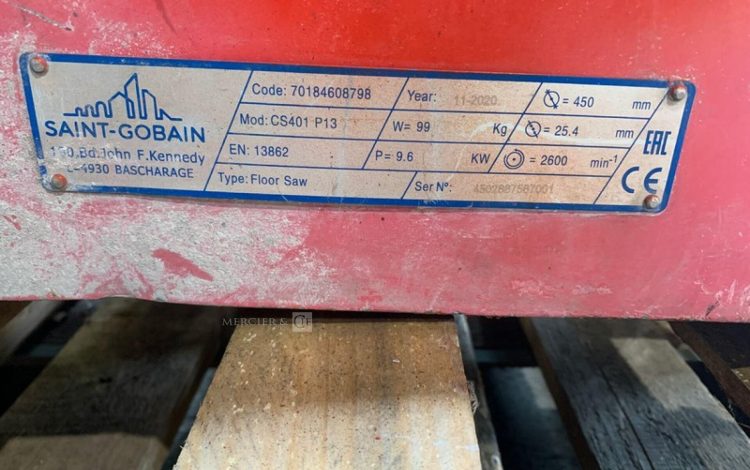 SAINT-GOBAIN
190.Bd.John F.Kennedy
L-4930 BASCHARAGE
Code: 70184608798
Mod: CS401 P13
EN: 13862
Type: Floor Saw
Year: 11-2020
W= 99 Kg
P= 9.6 KW
Ser N°:
= 450 mm
= 25.4 mm
= 2600 min-1
EAC
CE
MERCIER & Cie